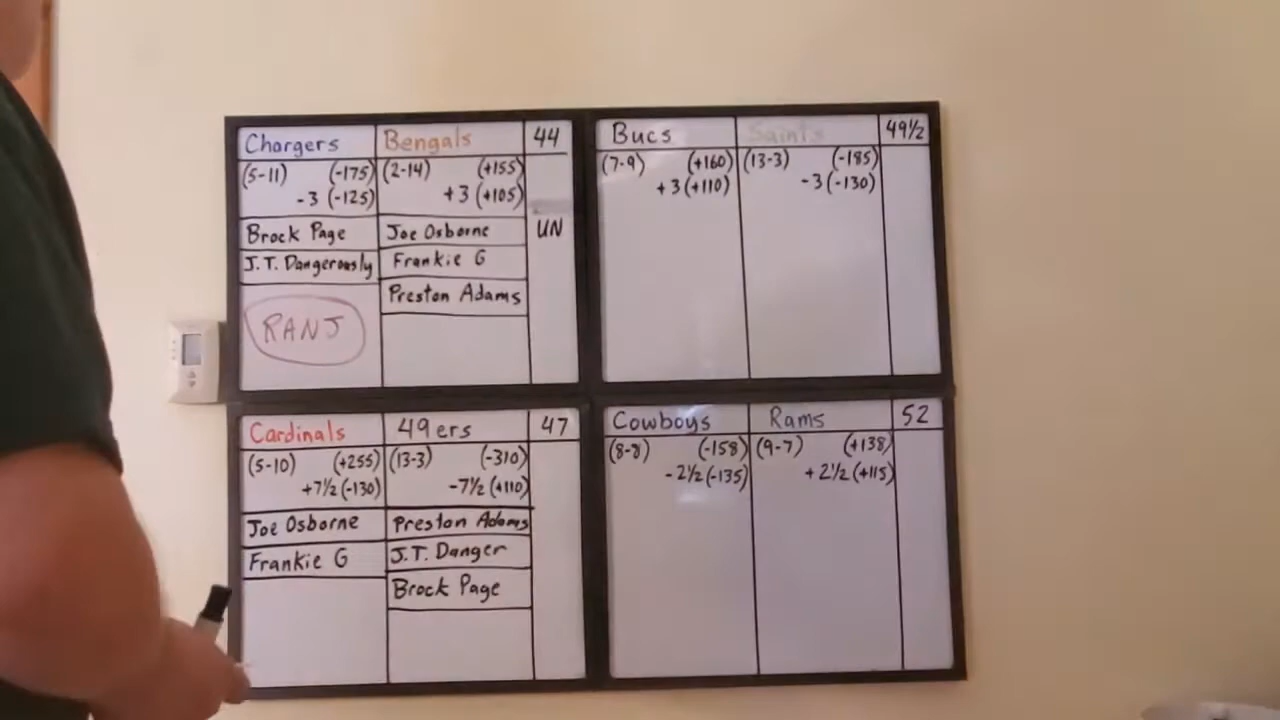 Chargers Bengals 44
(5-11) (-175) (2-14) (+155)
-3 (-125) +3 (+105)
Brock Page Joe Osborne UN
J.T. Dangerously Frankie G
Preston Adams
RANJ
Bucs Saints 49½
(7-9) (+160) (13-3) (-185)
+3 (+110) -3 (-130)
Cardinals 49ers 47
(5-10) (+255) (13-3) (-310)
+7½ (-130) -7½ (+110)
Joe Osborne Preston Adams
Frankie G J.T. Danger
Brock Page
Cowboys Rams 52
(8-8) (-158) (9-7) (+138)
-2½ (-135) +2½ (+115)